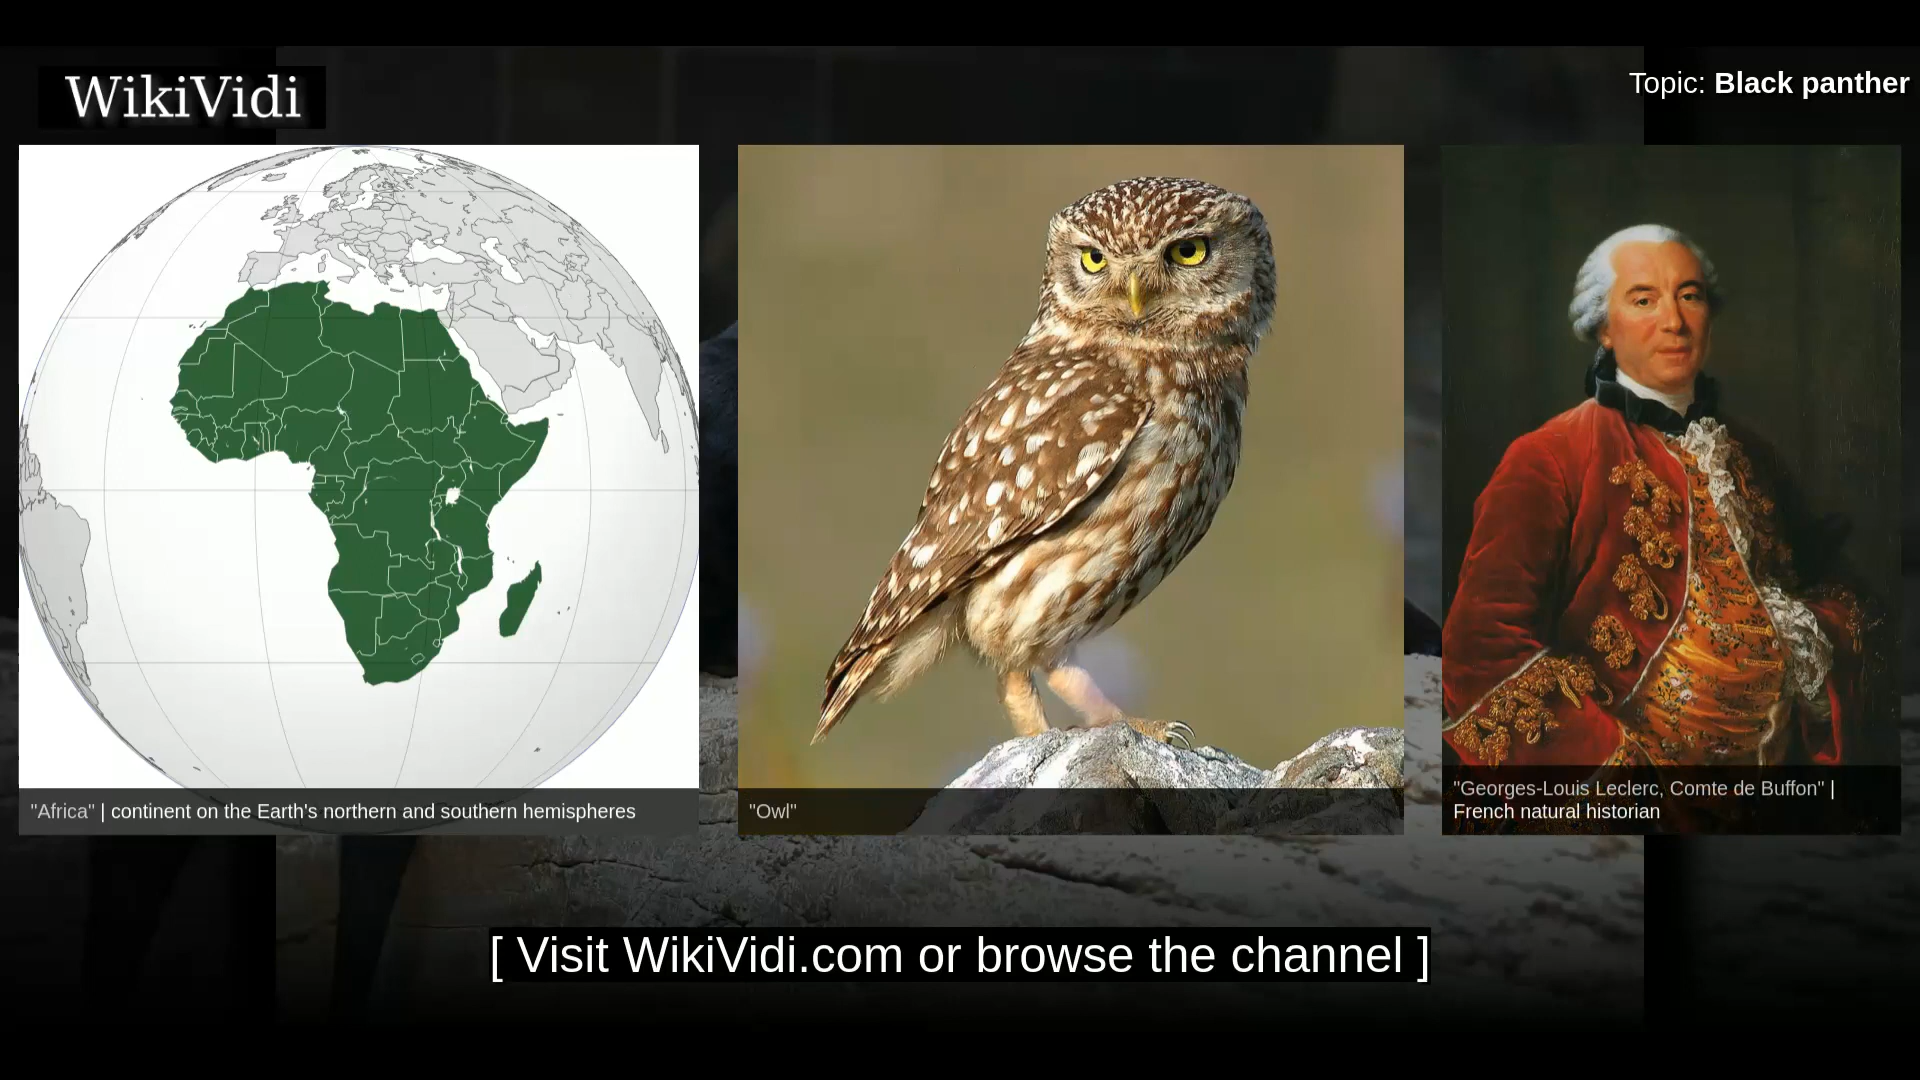 WikiVidi
Topic: Black panther
"Africa" | continent on the Earth's northern and southern hemispheres
"Owl"
"Georges-Louis Leclerc, Comte de Buffon" |
French natural historian
[ Visit WikiVidi.com or browse the channel ]